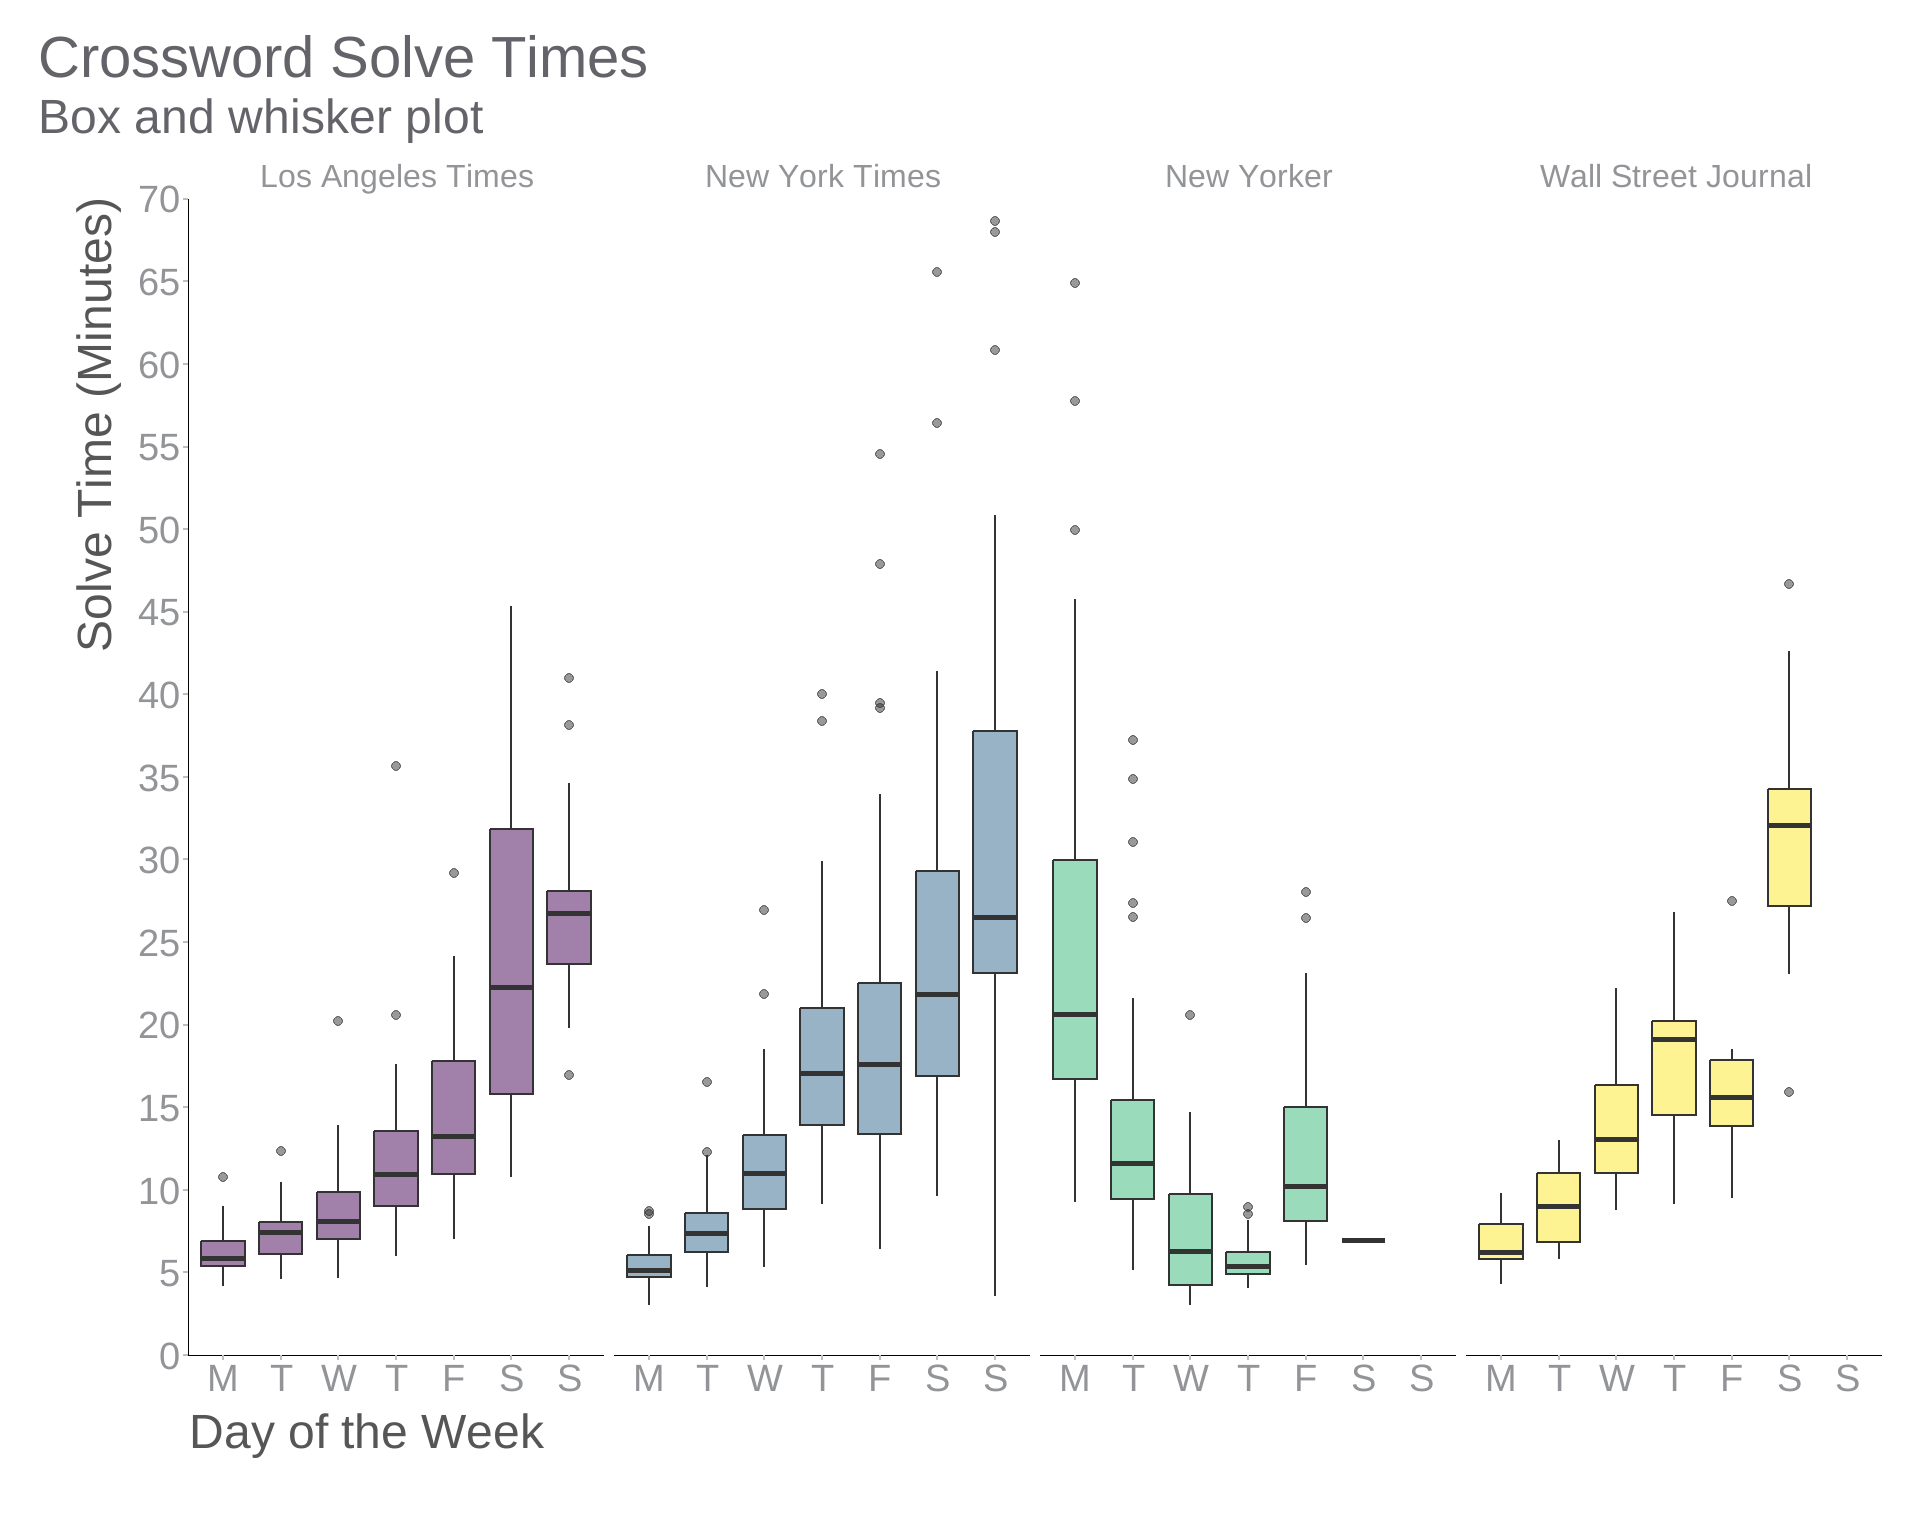 Crossword Solve Times
Box and whisker plot
Los Angeles Times New York Times New Yorker Wall Street Journal
Solve Time (Minutes)
70
65
60
55
50
45
40
35
30
25
20
15
10
5
0
M T W T F S S M T W T F S S M T W T F S S M T W T F S S
Day of the Week